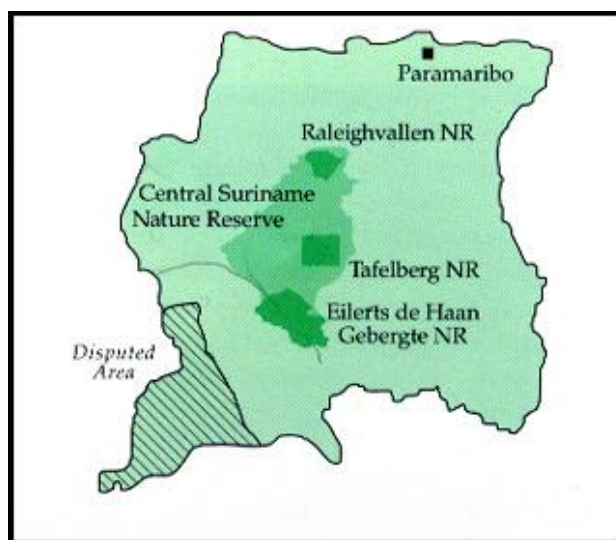 Paramaribo
Raleighvallen NR
Central Suriname
Nature Reserve
Tafelberg NR
Eilerts de Haan
Gebergte NR
Disputed
Area